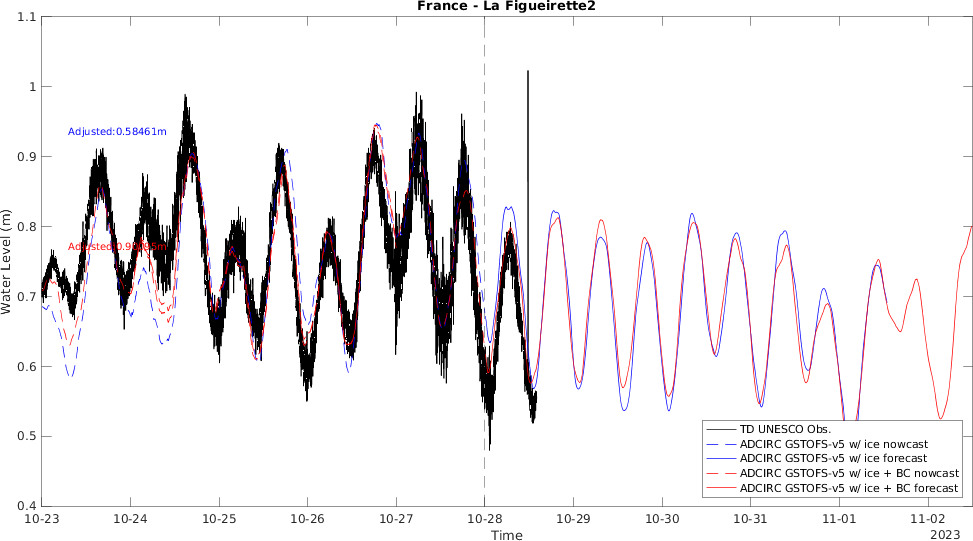 France - La Figueirette2
1.1
1
0.9
0.8
0.7
0.6
0.5
0.4
Water Level (m)
Adjusted:0.58461m
TD UNESCO Obs.
ADCIRC GSTOFS-v5 w/ ice nowcast
ADCIRC GSTOFS-v5 w/ ice forecast
ADCIRC GSTOFS-v5 w/ ice + BC nowcast
ADCIRC GSTOFS-v5 w/ ice + BC forecast
10-23
10-24
10-25
10-26
10-27
10-28
10-29
10-30
10-31
11-01
11-02
Time
2023